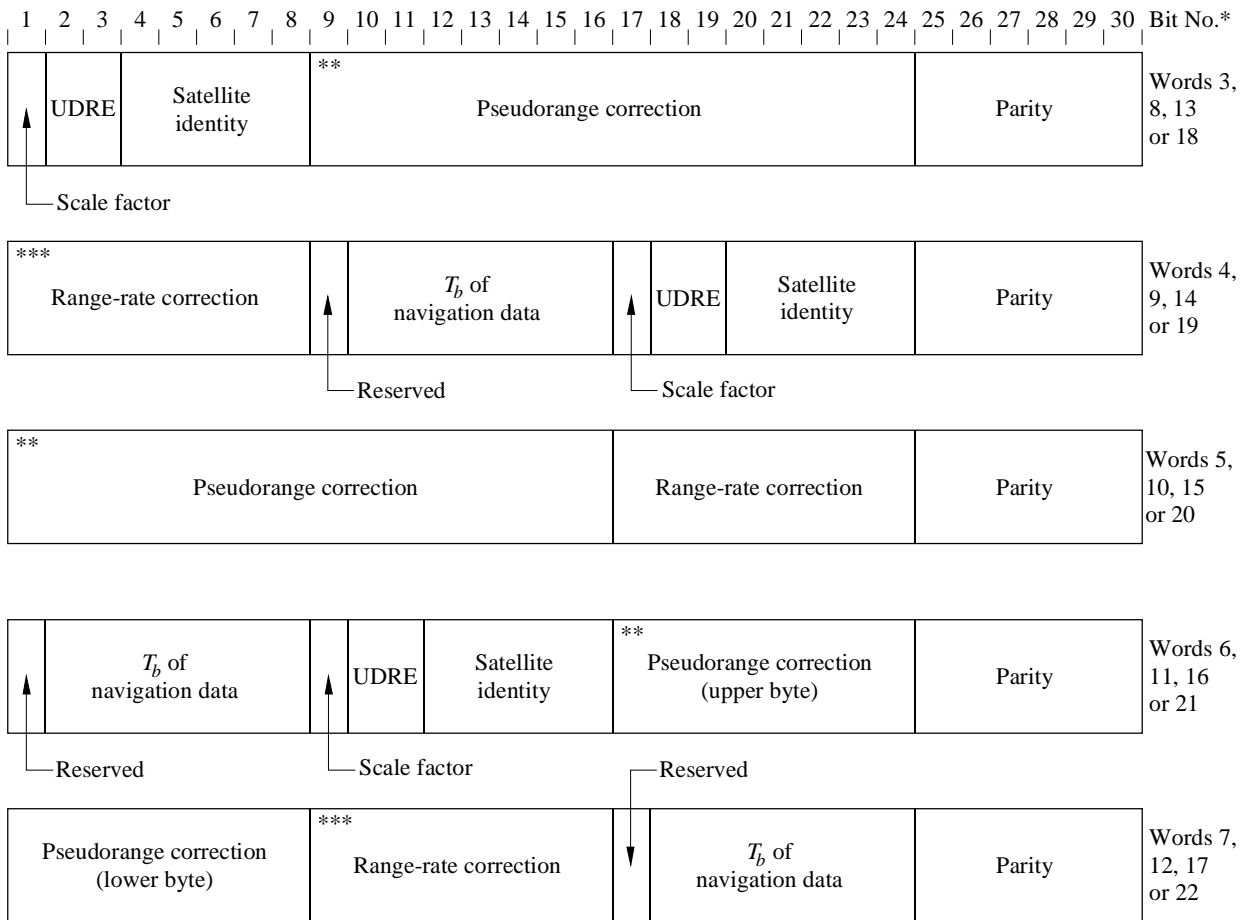 1 2 3 4 5 6 7 8 9 10 11 12 13 14 15 16 17 18 19 20 21 22 23 24 25 26 27 28 29 30 Bit No.*
UDRE
Satellite
identity
**
Pseudorange correction
Parity
Words 3,
8, 13
or 18
Scale factor
***
Range-rate correction
T_b of
navigation data
UDRE
Satellite
identity
Parity
Words 4,
9, 14
or 19
Reserved
Scale factor
**
Pseudorange correction
Range-rate correction
Parity
Words 5,
10, 15
or 20
T_b of
navigation data
UDRE
Satellite
identity
**
Pseudorange correction
(upper byte)
Parity
Words 6,
11, 16
or 21
Reserved
Scale factor
Reserved
Pseudorange correction
(lower byte)
***
Range-rate correction
T_b of
navigation data
Parity
Words 7,
12, 17
or 22